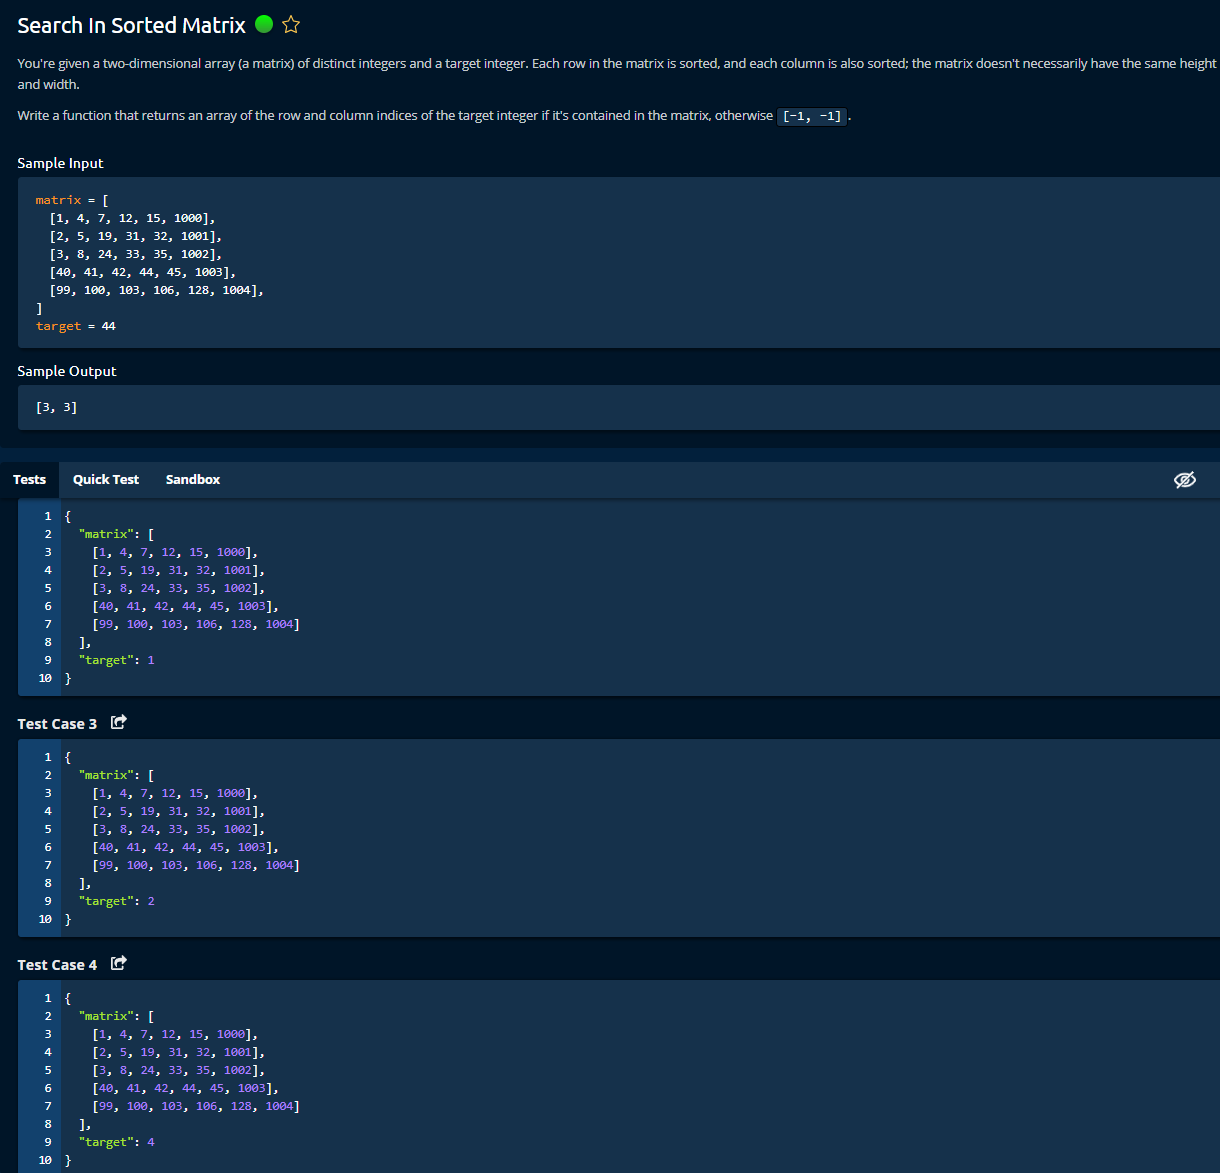 Search In Sorted Matrix
You're given a two-dimensional array (a matrix) of distinct integers and a target integer. Each row in the matrix is sorted, and each column is also sorted; the matrix doesn't necessarily have the same height
and width.
Write a function that returns an array of the row and column indices of the target integer if it's contained in the matrix, otherwise [-1, -1] .
Sample Input
matrix = [
[1, 4, 7, 12, 15, 1000],
[2, 5, 19, 31, 32, 1001],
[3, 8, 24, 33, 35, 1002],
[40, 41, 42, 44, 45, 1003],
[99, 100, 103, 106, 128, 1004],
]
target = 44
Sample Output
[3, 3]
Tests Quick Test Sandbox
1 {
2 "matrix": [
3 [1, 4, 7, 12, 15, 1000],
4 [2, 5, 19, 31, 32, 1001],
5 [3, 8, 24, 33, 35, 1002],
6 [40, 41, 42, 44, 45, 1003],
7 [99, 100, 103, 106, 128, 1004]
8 ],
9 "target": 1
10 }
Test Case 3
1 {
2 "matrix": [
3 [1, 4, 7, 12, 15, 1000],
4 [2, 5, 19, 31, 32, 1001],
5 [3, 8, 24, 33, 35, 1002],
6 [40, 41, 42, 44, 45, 1003],
7 [99, 100, 103, 106, 128, 1004]
8 ],
9 "target": 2
10 }
Test Case 4
1 {
2 "matrix": [
3 [1, 4, 7, 12, 15, 1000],
4 [2, 5, 19, 31, 32, 1001],
5 [3, 8, 24, 33, 35, 1002],
6 [40, 41, 42, 44, 45, 1003],
7 [99, 100, 103, 106, 128, 1004]
8 ],
9 "target": 4
10 }